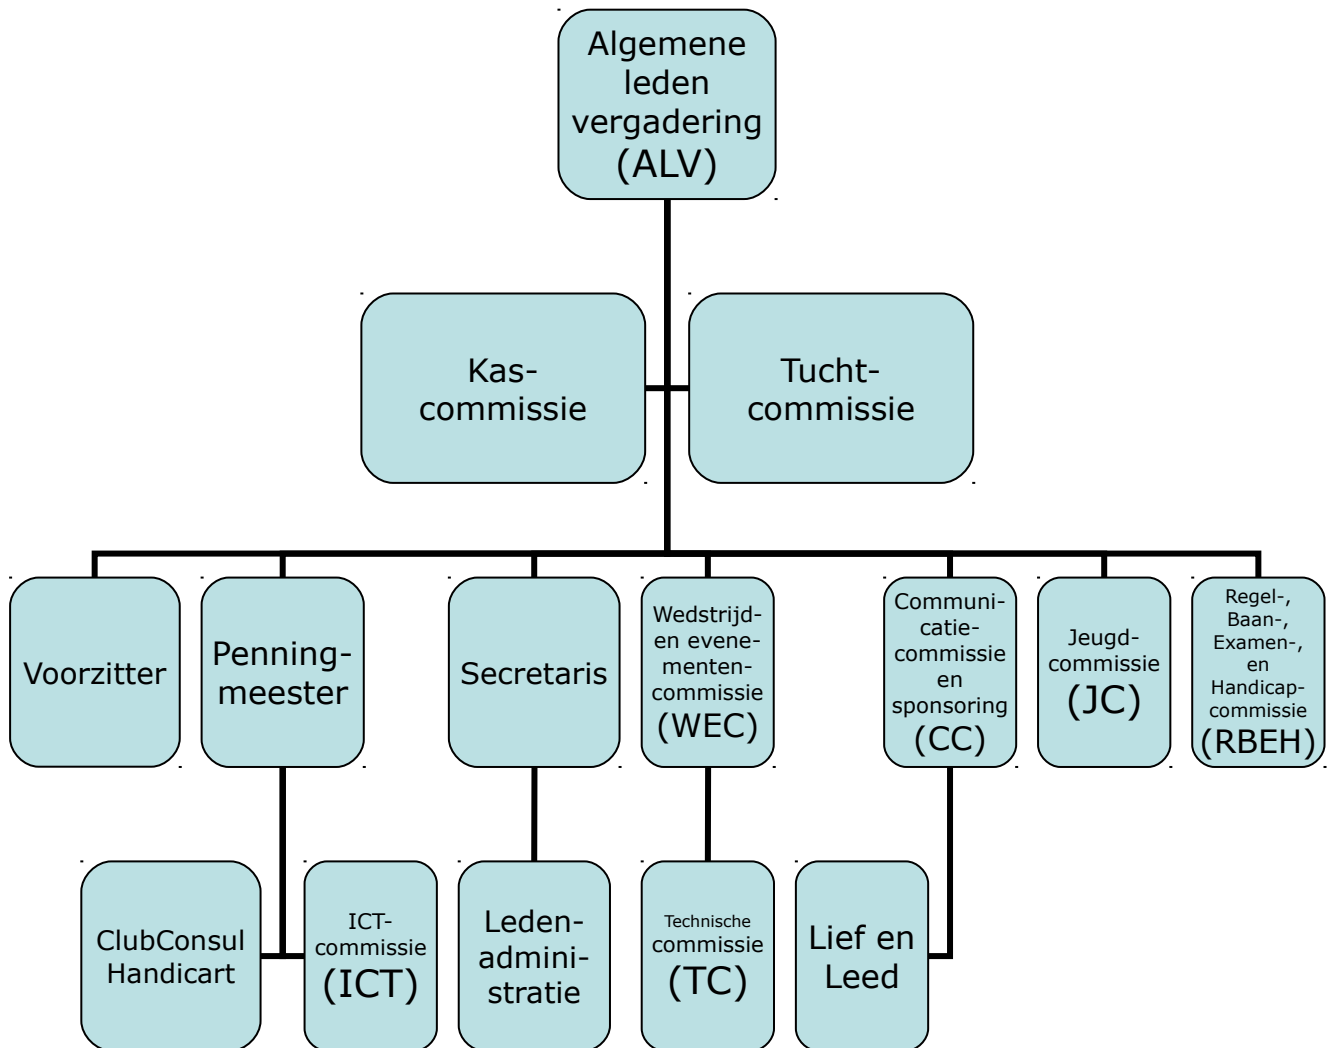 Algemene
leden
vergadering
(ALV)
Kas-
commissie
Tucht-
commissie
Voorzitter
Penning-
meester
Secretaris
Wedstrijd-
en evene-
menten-
commissie
(WEC)
Communi-
catie-
commissie
en
sponsoring
(CC)
Jeugd-
commissie
(JC)
Regel-,
Baan-,
Examen-,
en
Handicap-
commissie
(RBEH)
ClubConsul
Handicart
ICT-
commissie
(ICT)
Leden-
admini-
stratie
Technische
commissie
(TC)
Lief en
Leed